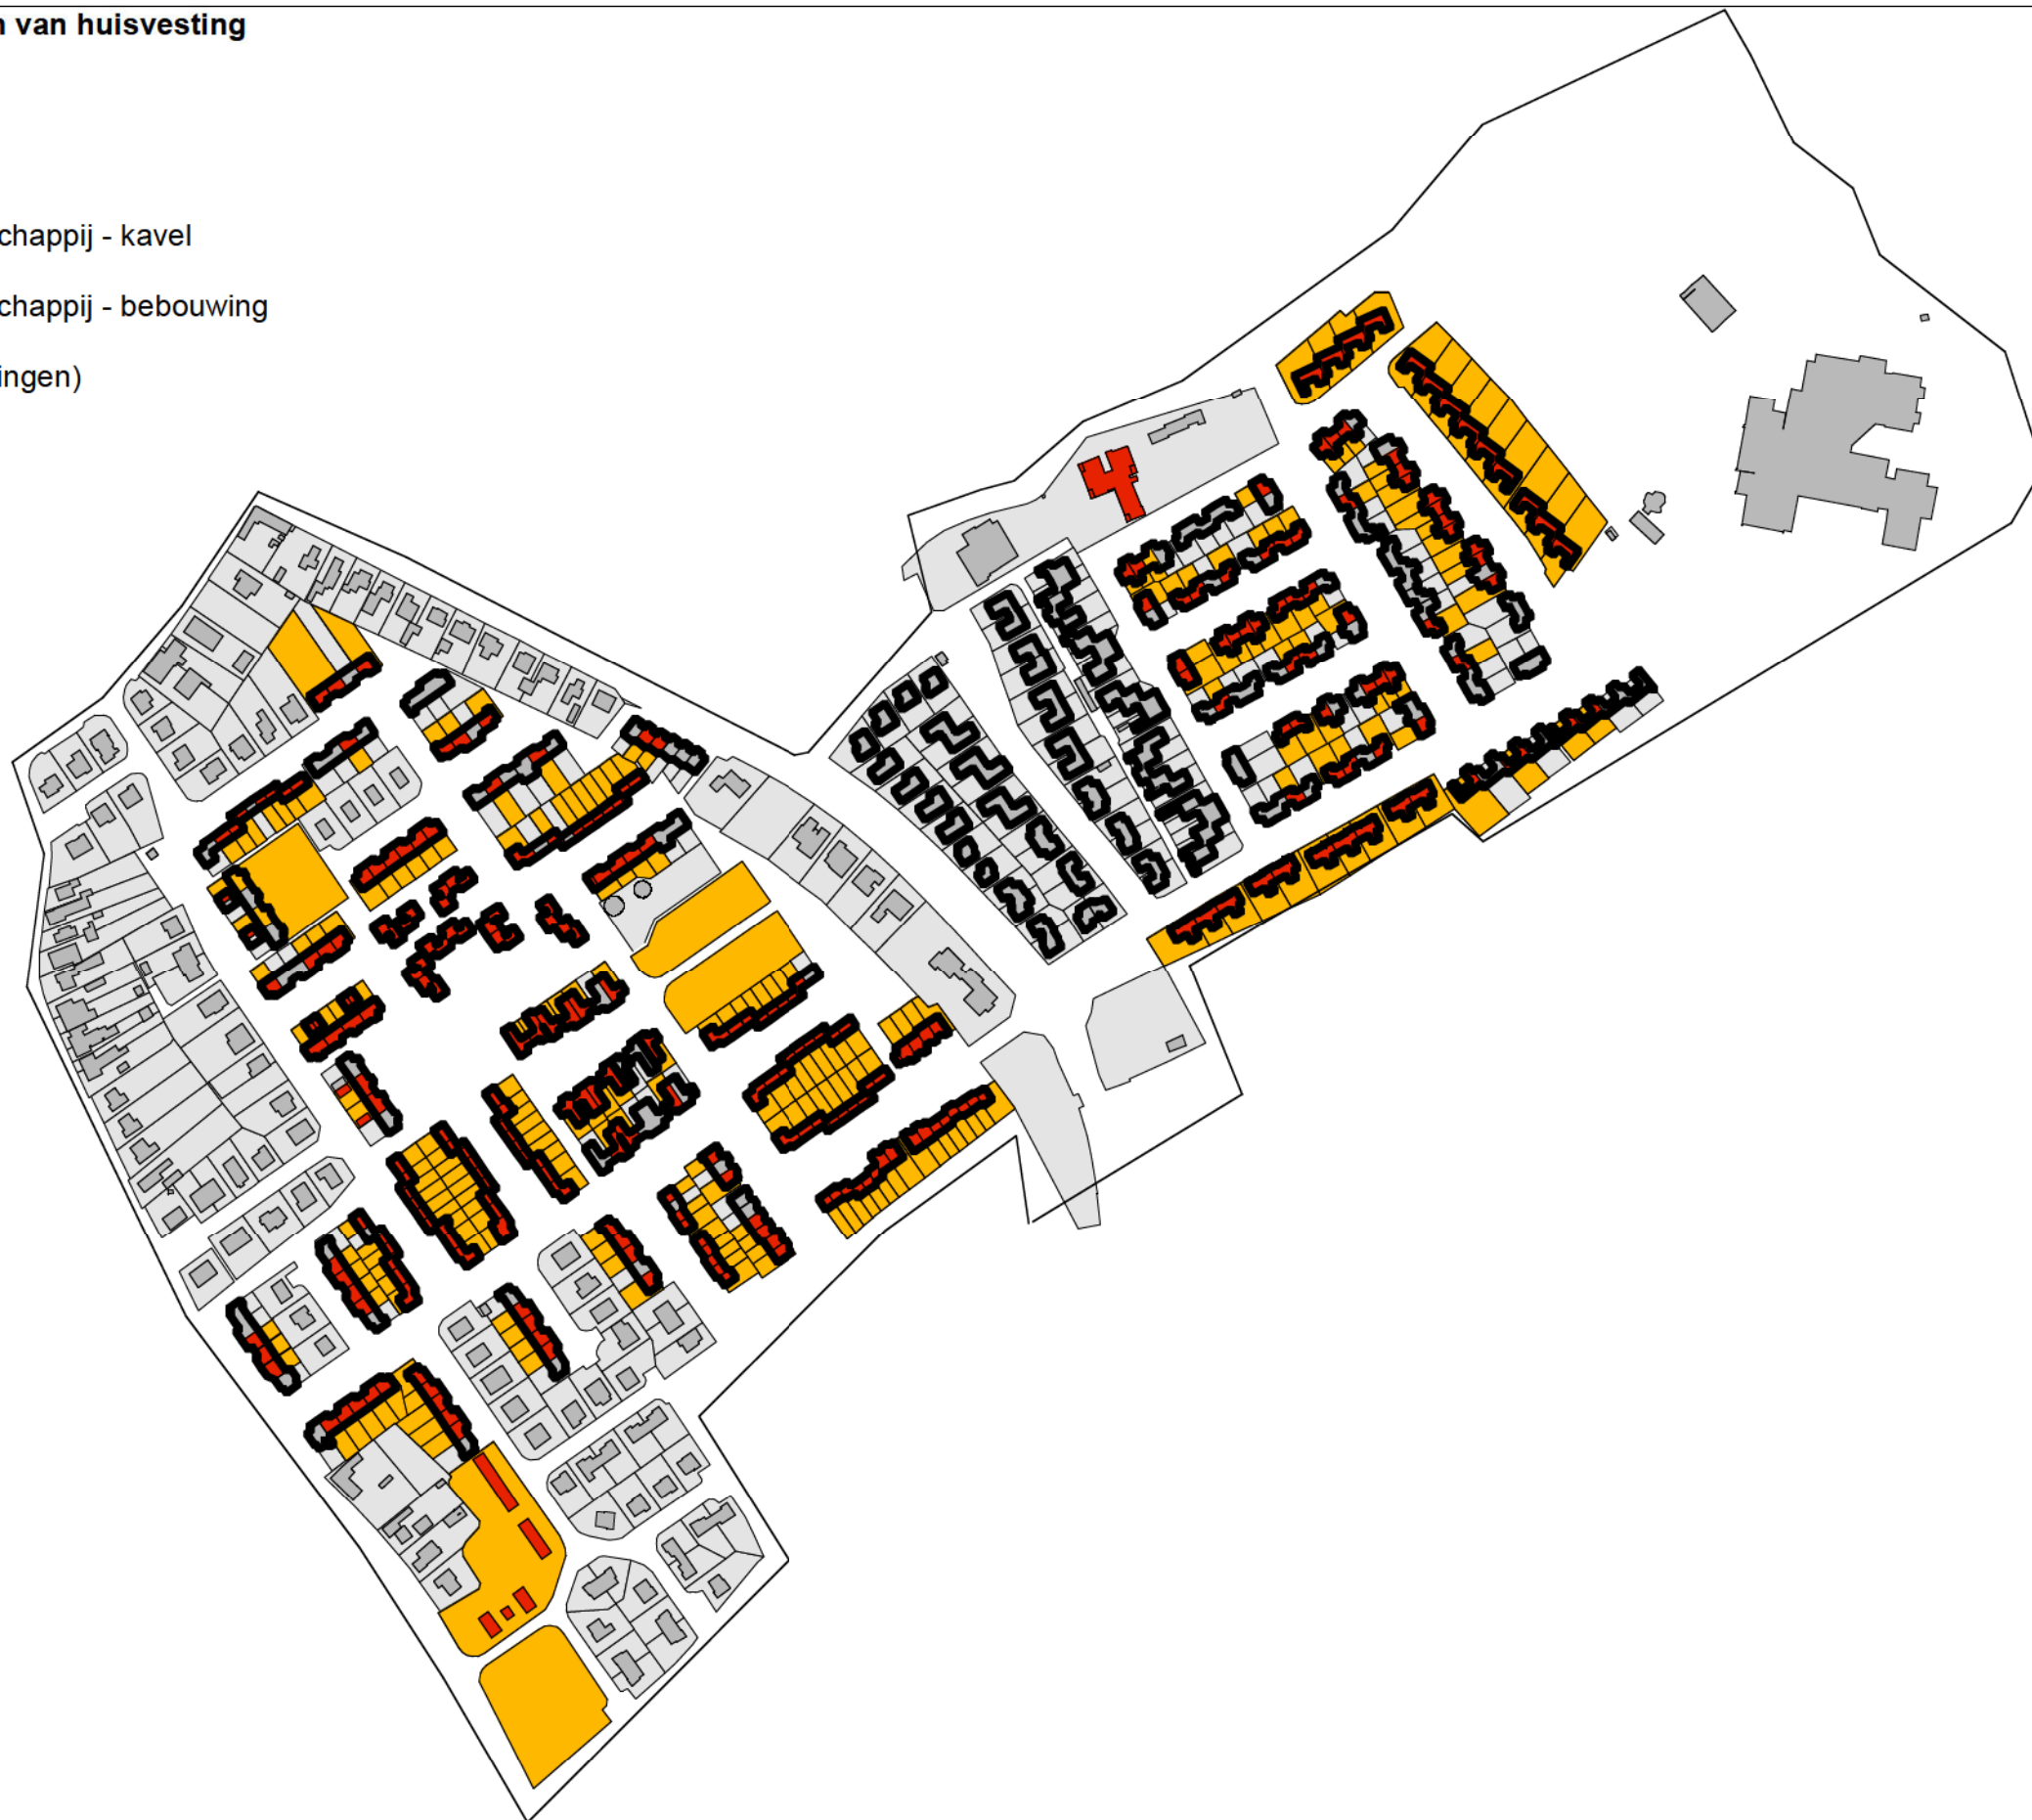 n van huisvesting
chappij - kavel
chappij - bebouwing
ingen)